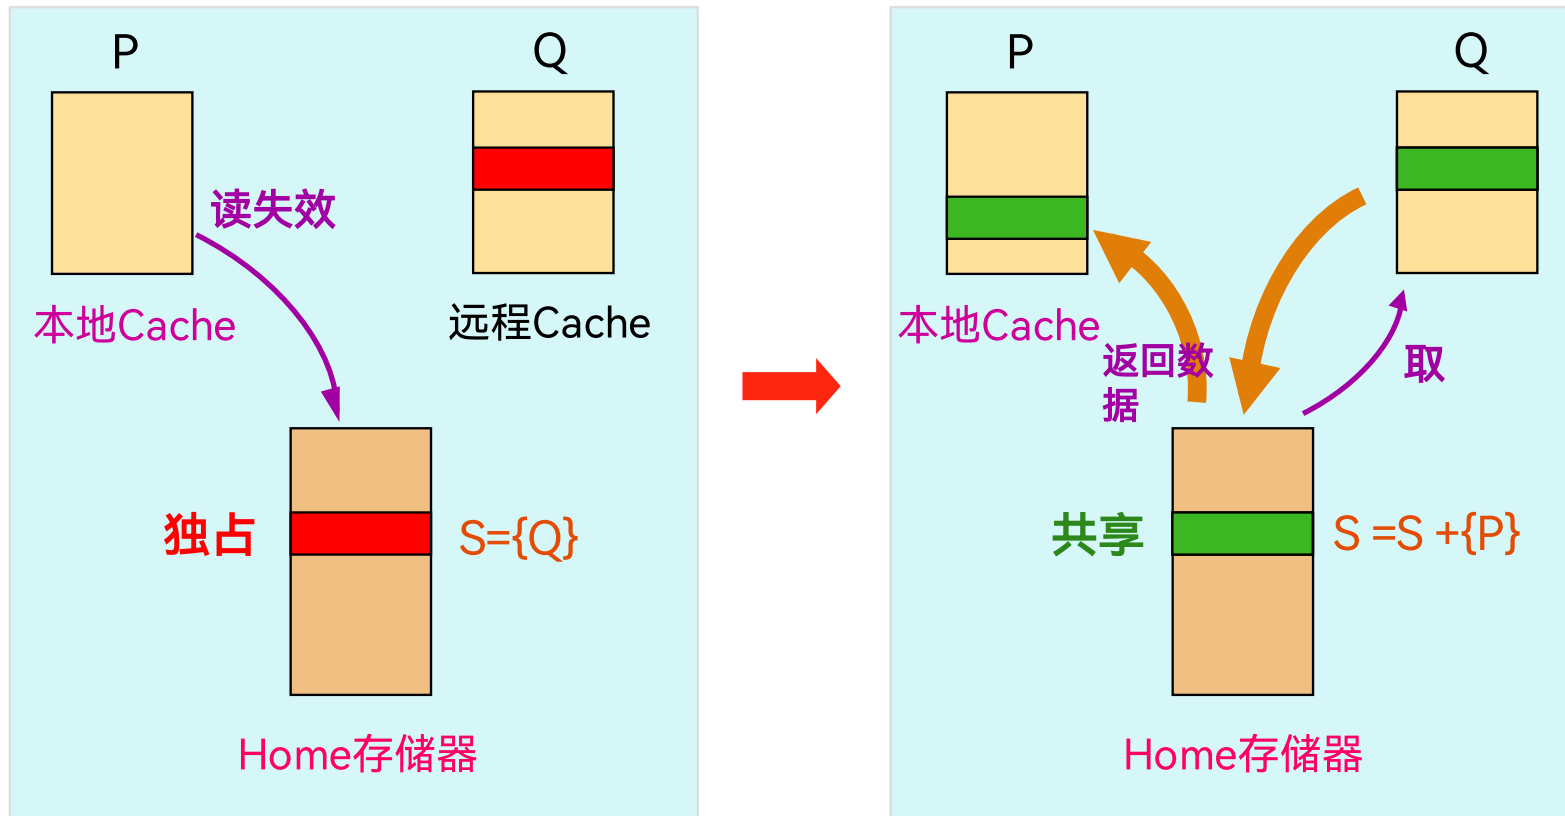 P
Q
读失效
本地Cache
远程Cache
独占
S={Q}
Home存储器
P
Q
本地Cache
返回数
据
取
共享
S =S +{P}
Home存储器